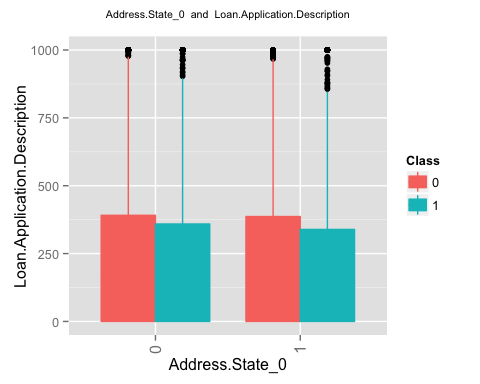 Address.State_0 and Loan.Application.Description
1000
750
500
250
0
Loan.Application.Description
0
1
Address.State_0
Class
0
1